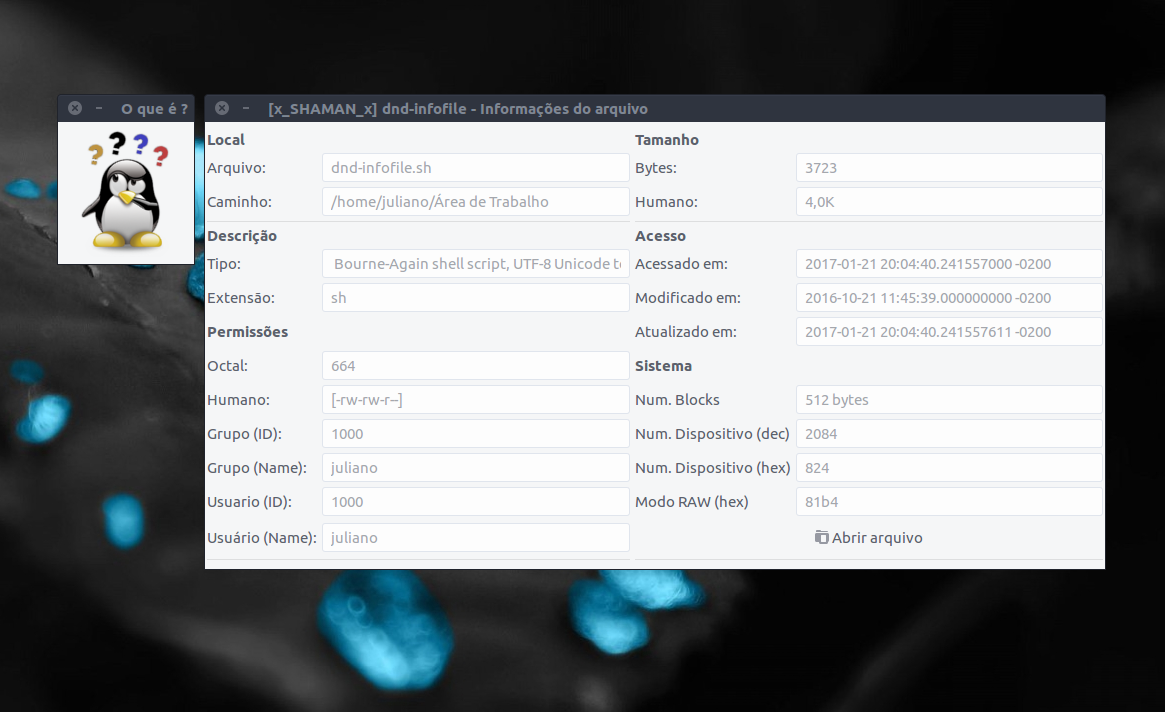 O que é ?
? ? ? ?
[x_SHAMAN_x] dnd-infofile - Informações do arquivo
Local
Arquivo: dnd-infofile.sh
Caminho: /home/juliano/Área de Trabalho
Descrição
Tipo: Bourne-Again shell script, UTF-8 Unicode te
Extensão: sh
Permissões
Octal: 664
Humano: [-rw-rw-r--]
Grupo (ID): 1000
Grupo (Name): juliano
Usuario (ID): 1000
Usuário (Name): juliano
Tamanho
Bytes: 3723
Humano: 4,0K
Acesso
Acessado em: 2017-01-21 20:04:40.241557000 -0200
Modificado em: 2016-10-21 11:45:39.000000000 -0200
Atualizado em: 2017-01-21 20:04:40.241557611 -0200
Sistema
Num. Blocks 512 bytes
Num. Dispositivo (dec) 2084
Num. Dispositivo (hex) 824
Modo RAW (hex) 81b4
Abrir arquivo